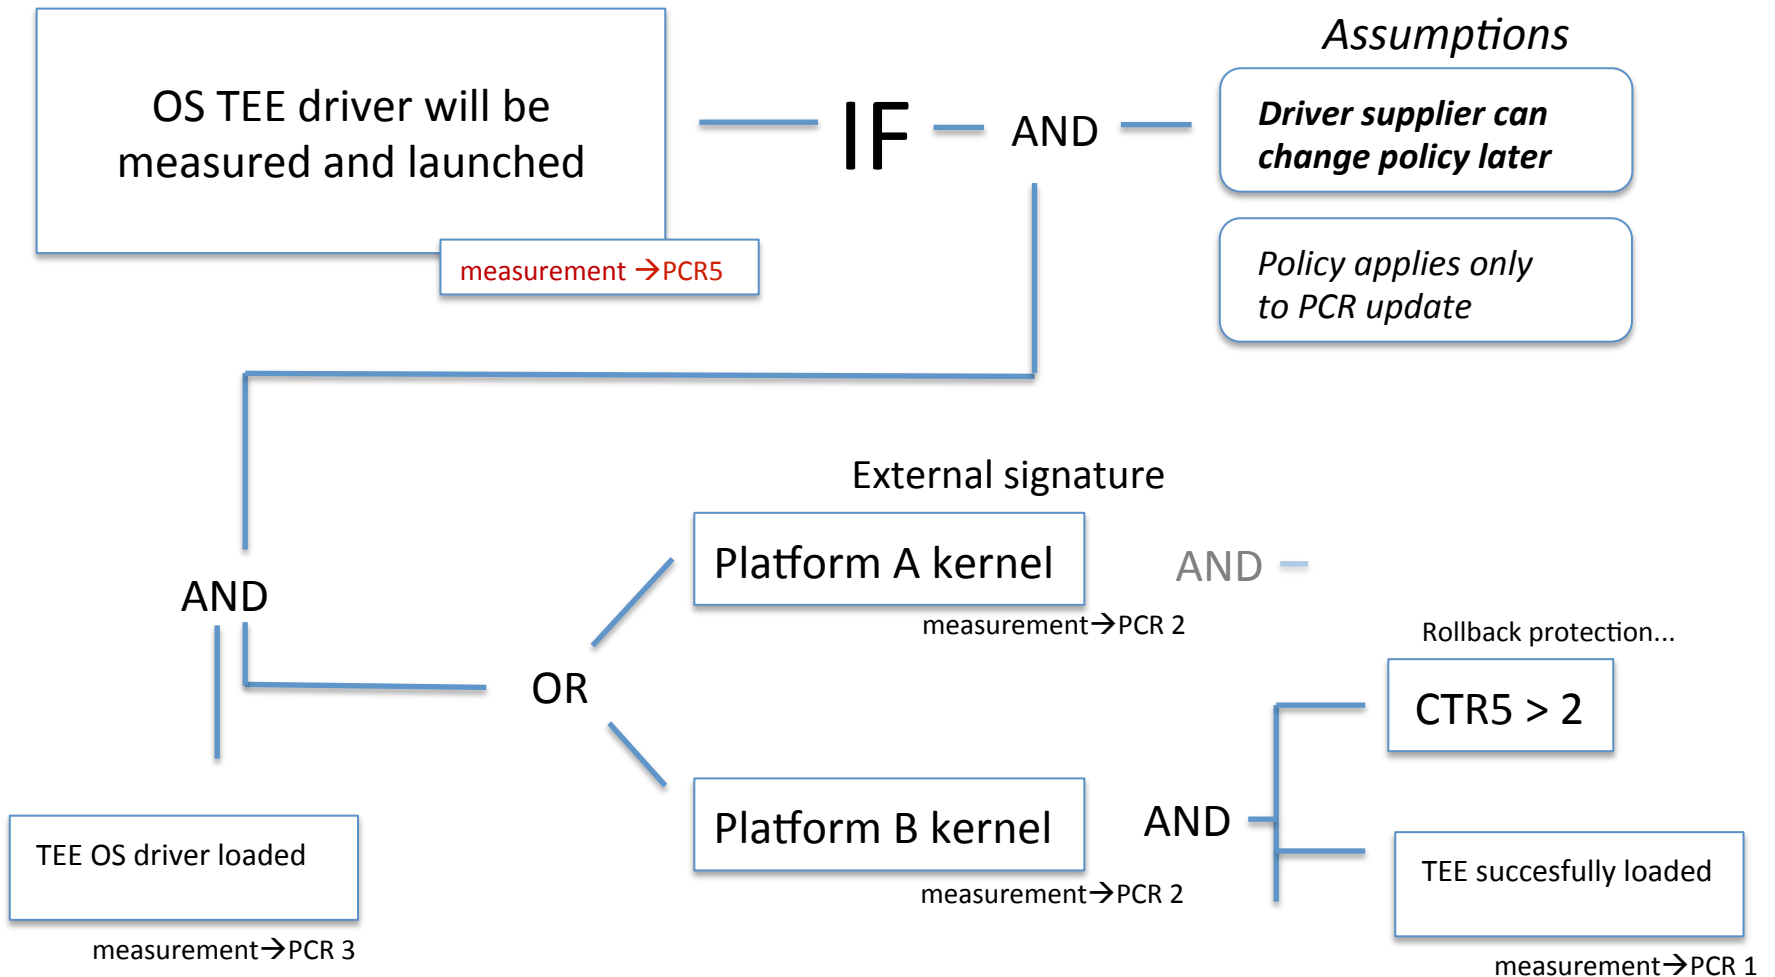 Assumptions
OS TEE driver will be
measured and launched
measurement →PCR5
IF
AND
Driver supplier can
change policy later
Policy applies only
to PCR update
External signature
Platform A kernel
AND
measurement→PCR 2
AND
Rollback protection...
OR
CTR5 > 2
Platform B kernel
AND
measurement→PCR 2
TEE OS driver loaded
measurement→PCR 3
TEE succesfully loaded
measurement→PCR 1